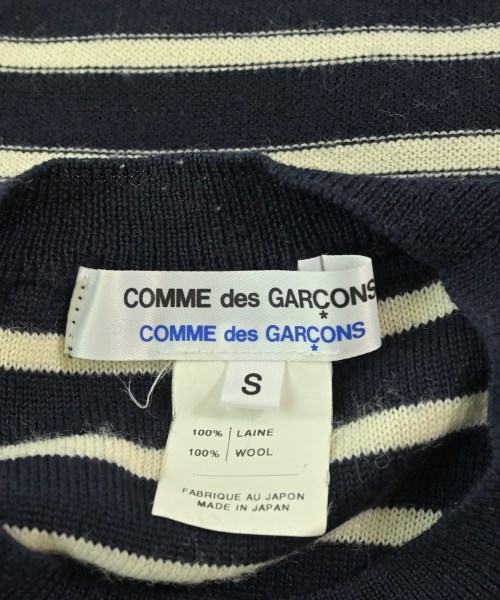 COMME des GARÇONS
COMME des GARÇONS
S
100% LAINE
100% WOOL
FABRIQUE AU JAPON
MADE IN JAPAN